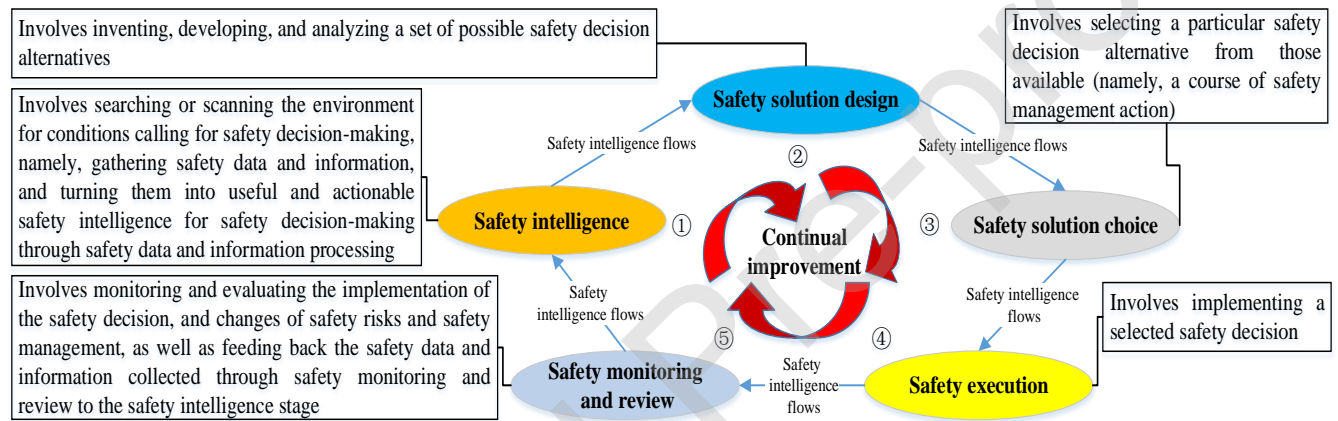 Involves inventing, developing, and analyzing a set of possible safety decision
alternatives
Involves selecting a particular safety
decision alternative from those
available (namely, a course of safety
management action)
Safety solution design
Involves searching or scanning the environment
for conditions calling for safety decision-making,
namely, gathering safety data and information,
and turning them into useful and actionable
safety intelligence for safety decision-making
through safety data and information processing
Safety intelligence flows
Safety intelligence flows
②
Safety intelligence
①
Continual
improvement
③
Safety solution choice
Involves monitoring and evaluating the implementation of
the safety decision, and changes of safety risks and safety
management, as well as feeding back the safety data and
information collected through safety monitoring and
review to the safety intelligence stage
Safety
intelligence flows
Safety intelligence
flows
Involves implementing a
selected safety decision
⑤
④
Safety monitoring
and review
Safety
intelligence
flows
Safety execution